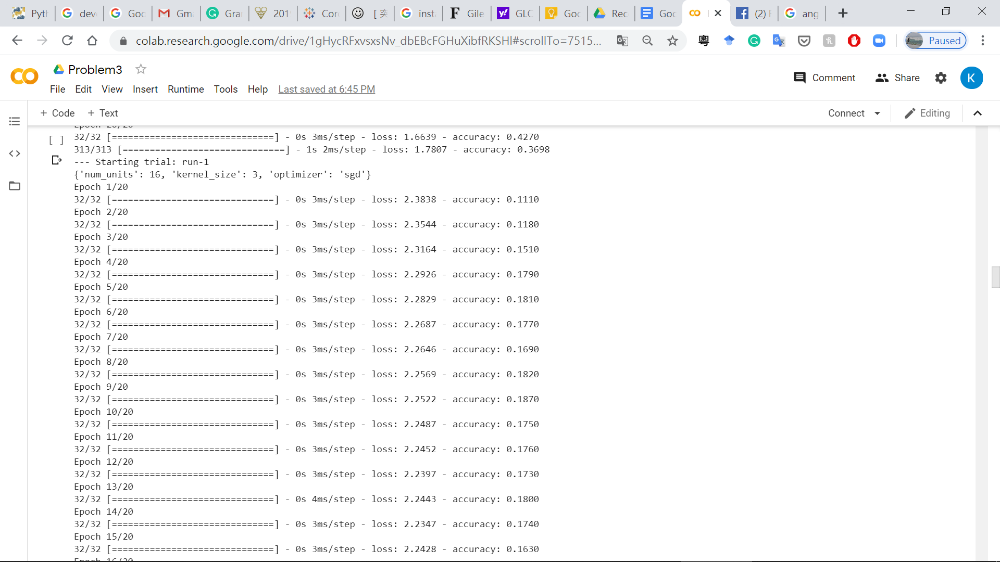 Pyth
dev
Goo
Gma
Gra
201
Cor
[ 突
inst
Gile
GLO
Goo
Rec
Goo
(2) F
ang
colab.research.google.com/drive/1gHycRFxvsxsNv_dbEBcFGHuXibfRKSHl#scrollTo=7515...
粵
Paused
Problem3
Comment
Share
K
File Edit View Insert Runtime Tools Help Last saved at 6:45 PM
+ Code + Text
Connect
Editing
Epoch 20/20
[ ]
32/32 [==============================] - 0s 3ms/step - loss: 1.6639 - accuracy: 0.4270
313/313 [==============================] - 1s 2ms/step - loss: 1.7807 - accuracy: 0.3698
--- Starting trial: run-1
{'num_units': 16, 'kernel_size': 3, 'optimizer': 'sgd'}
Epoch 1/20
32/32 [==============================] - 0s 3ms/step - loss: 2.3838 - accuracy: 0.1110
Epoch 2/20
32/32 [==============================] - 0s 3ms/step - loss: 2.3544 - accuracy: 0.1180
Epoch 3/20
32/32 [==============================] - 0s 3ms/step - loss: 2.3164 - accuracy: 0.1510
Epoch 4/20
32/32 [==============================] - 0s 3ms/step - loss: 2.2926 - accuracy: 0.1790
Epoch 5/20
32/32 [==============================] - 0s 3ms/step - loss: 2.2829 - accuracy: 0.1810
Epoch 6/20
32/32 [==============================] - 0s 3ms/step - loss: 2.2687 - accuracy: 0.1770
Epoch 7/20
32/32 [==============================] - 0s 3ms/step - loss: 2.2646 - accuracy: 0.1690
Epoch 8/20
32/32 [==============================] - 0s 3ms/step - loss: 2.2569 - accuracy: 0.1820
Epoch 9/20
32/32 [==============================] - 0s 3ms/step - loss: 2.2522 - accuracy: 0.1870
Epoch 10/20
32/32 [==============================] - 0s 3ms/step - loss: 2.2487 - accuracy: 0.1750
Epoch 11/20
32/32 [==============================] - 0s 3ms/step - loss: 2.2452 - accuracy: 0.1760
Epoch 12/20
32/32 [==============================] - 0s 3ms/step - loss: 2.2397 - accuracy: 0.1730
Epoch 13/20
32/32 [==============================] - 0s 4ms/step - loss: 2.2443 - accuracy: 0.1800
Epoch 14/20
32/32 [==============================] - 0s 3ms/step - loss: 2.2347 - accuracy: 0.1740
Epoch 15/20
32/32 [==============================] - 0s 3ms/step - loss: 2.2428 - accuracy: 0.1630
Epoch 16/20